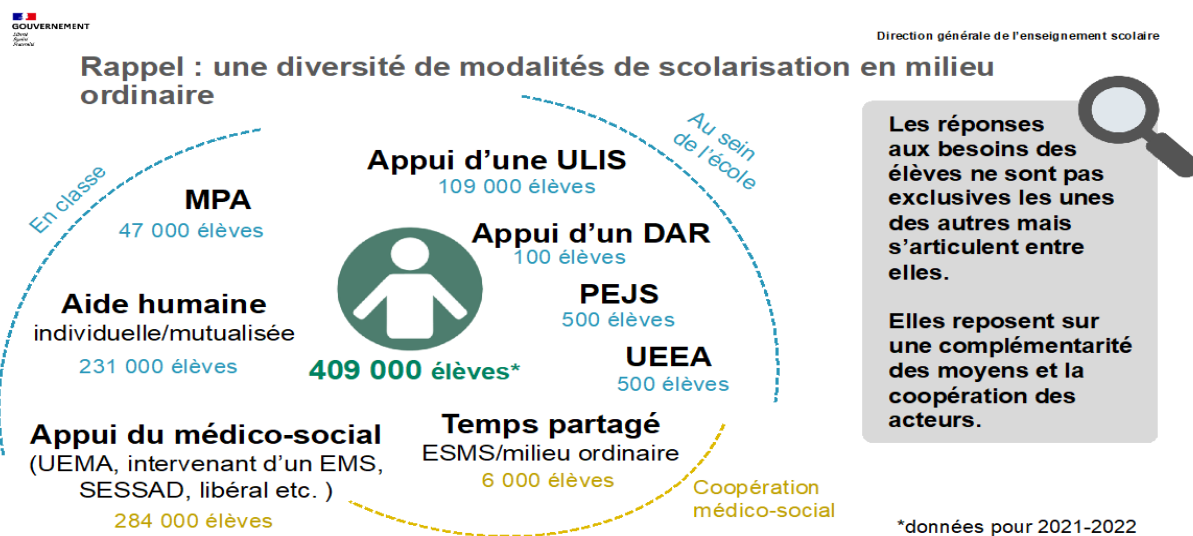 GOUVERNEMENT
Liberté
Égalité
Fraternité
Direction générale de l'enseignement scolaire
Rappel : une diversité de modalités de scolarisation en milieu
ordinaire
En classe
Au sein
de l'école
Appui d'une ULIS
109 000 élèves
MPA
47 000 élèves
Appui d'un DAR
100 élèves
Aide humaine
individuelle/mutualisée
231 000 élèves
PEJS
500 élèves
UEEA
500 élèves
409 000 élèves*
Appui du médico-social
(UEMA, intervenant d'un EMS,
SESSAD, libéral etc. )
284 000 élèves
Temps partagé
ESMS/milieu ordinaire
6 000 élèves
Coopération
médico-social
Les réponses
aux besoins des
élèves ne sont pas
exclusives les unes
des autres mais
s'articulent entre
elles.
Elles reposent sur
une complémentarité
des moyens et la
coopération des
acteurs.
*données pour 2021-2022